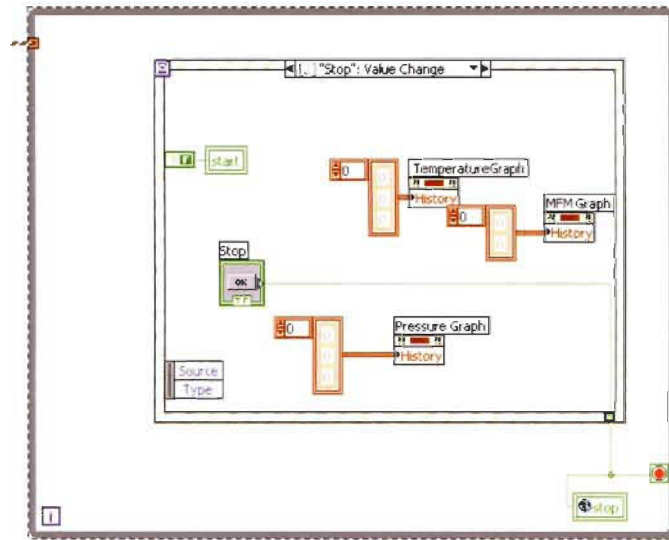 "Stop": Value Change
start
0
TemperatureGraph
History
0
MFM Graph
History
Stop
OK
TF
0
Pressure Graph
History
Source
Type
stop
i